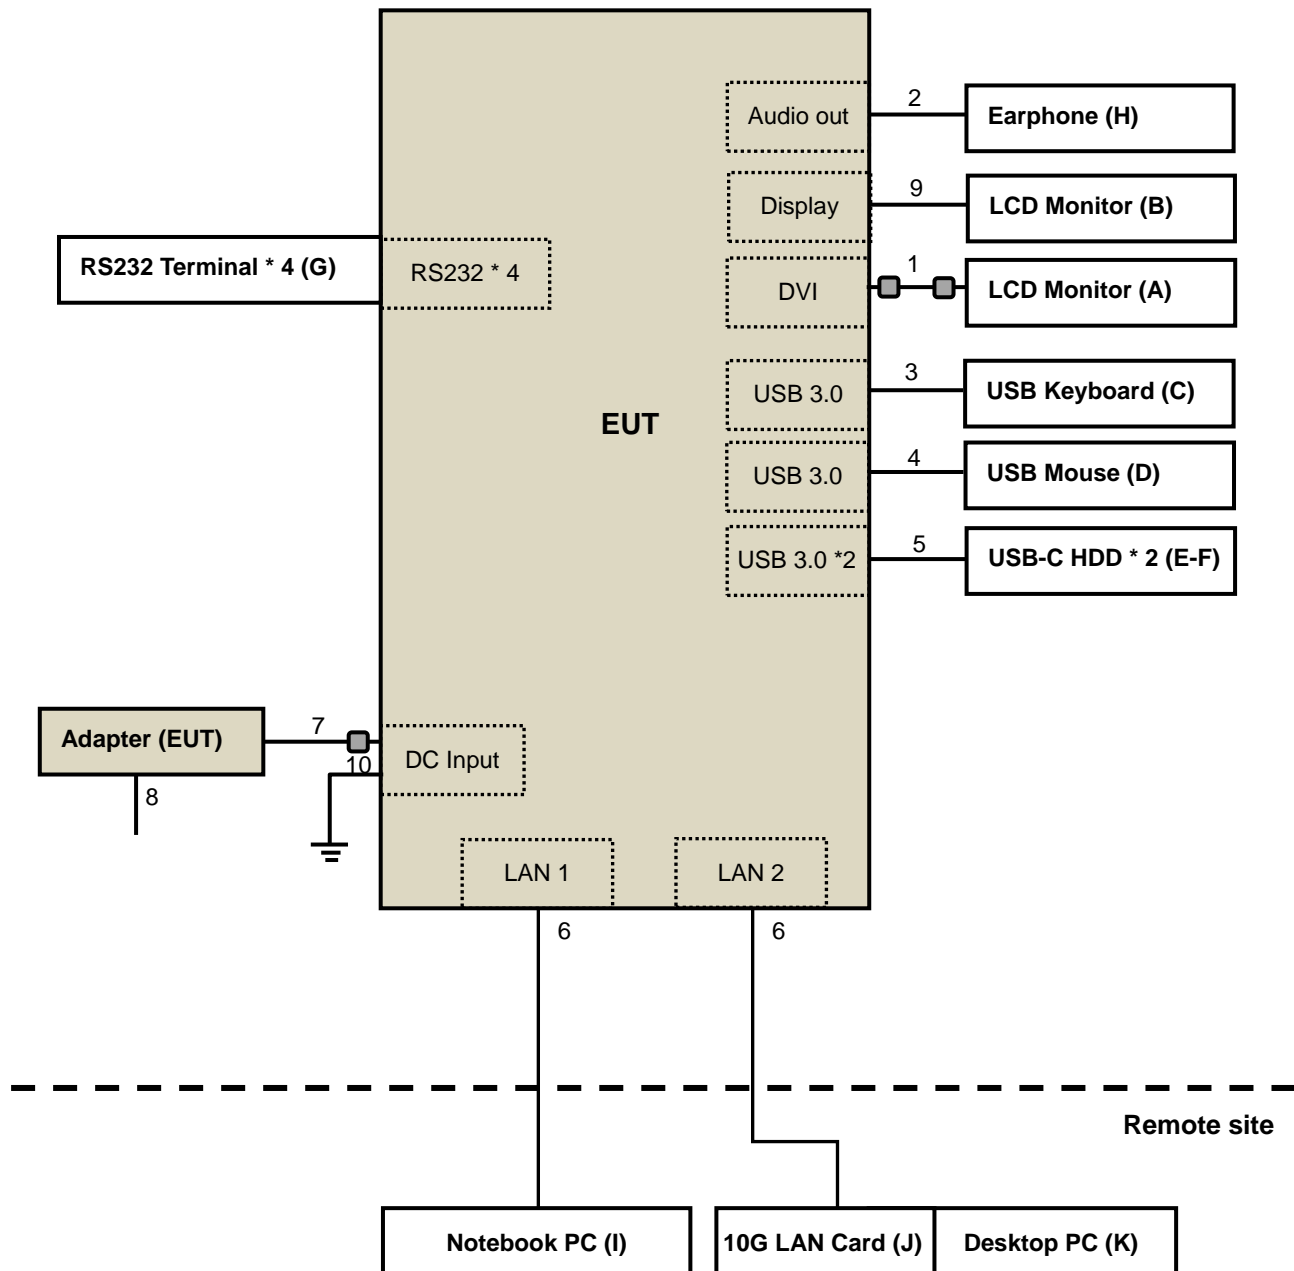 Audio out
2
Earphone (H)
Display
9
LCD Monitor (B)
RS232 Terminal * 4 (G)
RS232 * 4
DVI
1
LCD Monitor (A)
USB 3.0
3
USB Keyboard (C)
EUT
USB 3.0
4
USB Mouse (D)
USB 3.0 *2
5
USB-C HDD * 2 (E-F)
Adapter (EUT)
7
10
DC Input
8
LAN 1
LAN 2
6
6
Remote site
Notebook PC (I)
10G LAN Card (J)
Desktop PC (K)